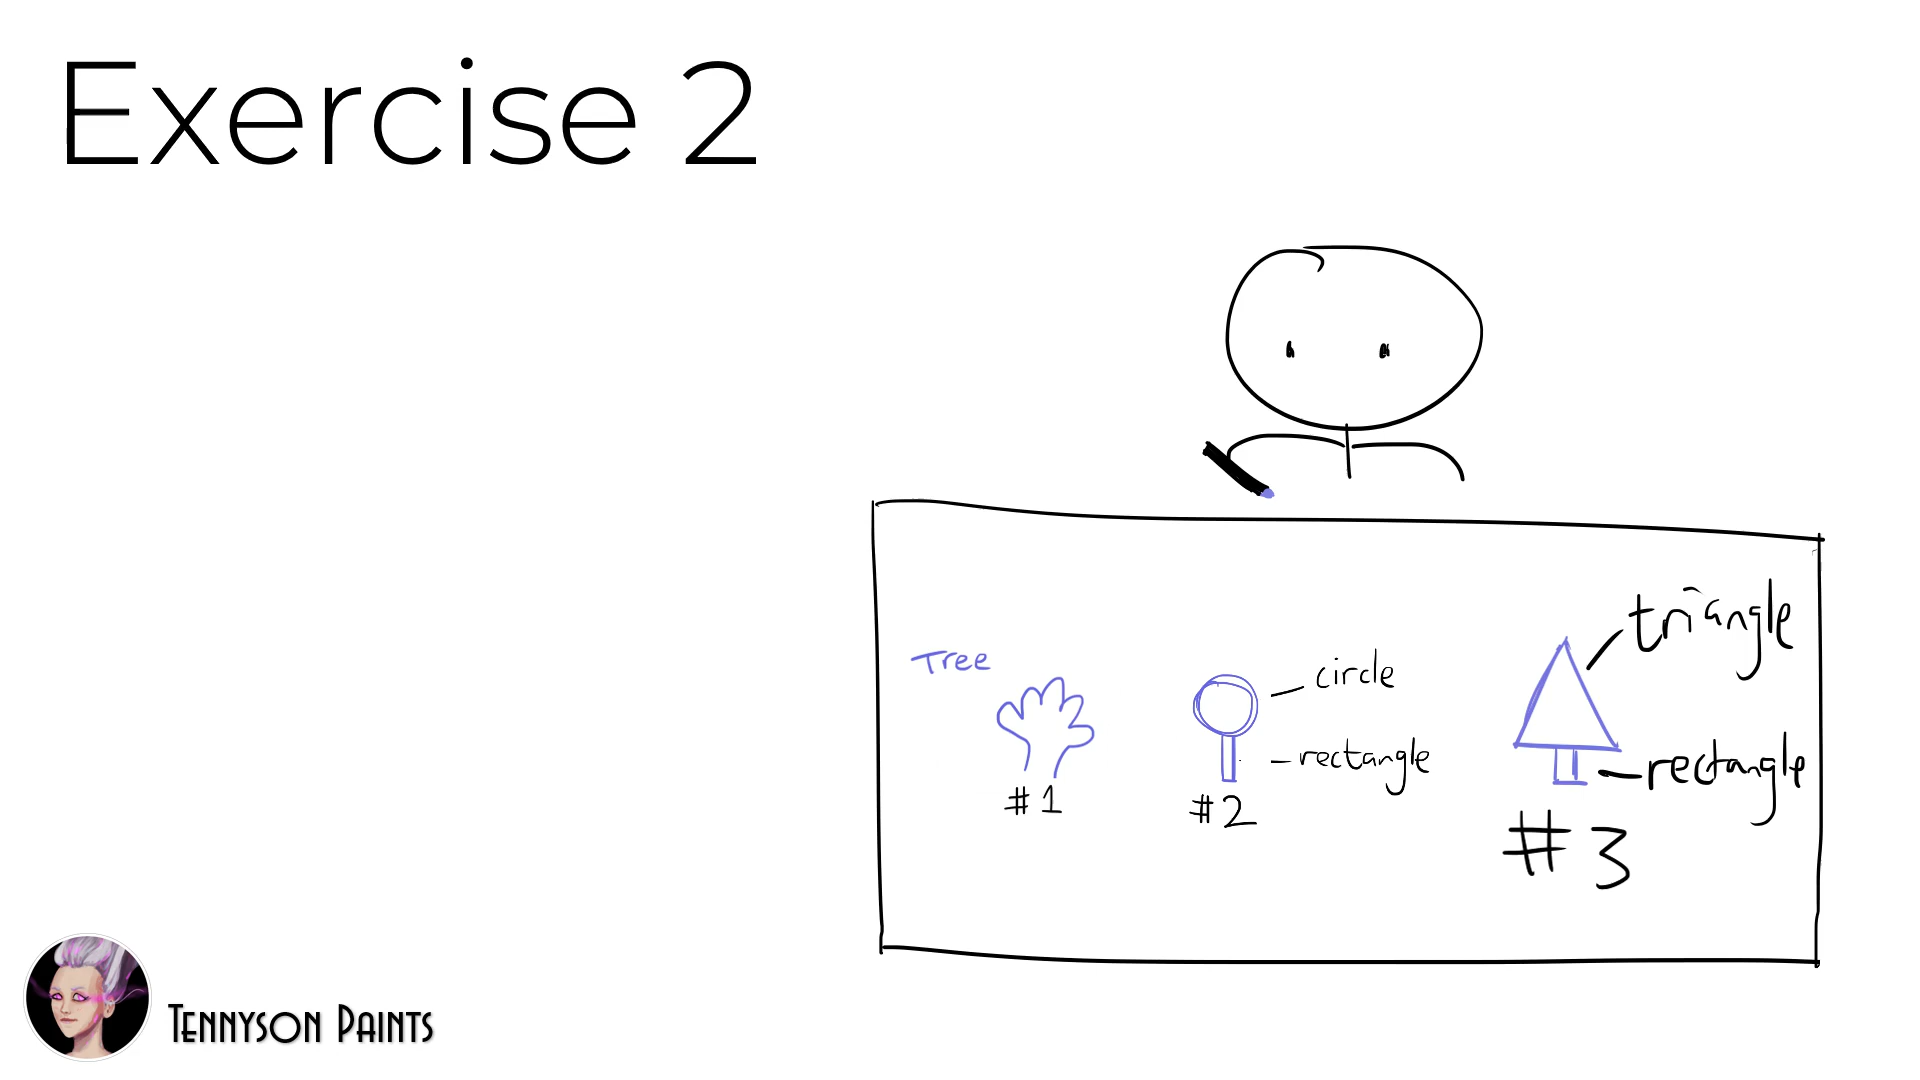 Exercise 2
Tree
#1
circle
rectangle
#2
triangle
rectangle
#3
Tennyson Paints